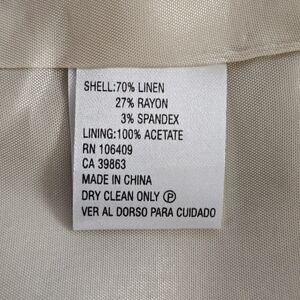 SHELL:70% LINEN
27% RAYON
3% SPANDEX
LINING:100% ACETATE
RN 106409
CA 39863
MADE IN CHINA
DRY CLEAN ONLY Ⓟ
VER AL DORSO PARA CUIDADO